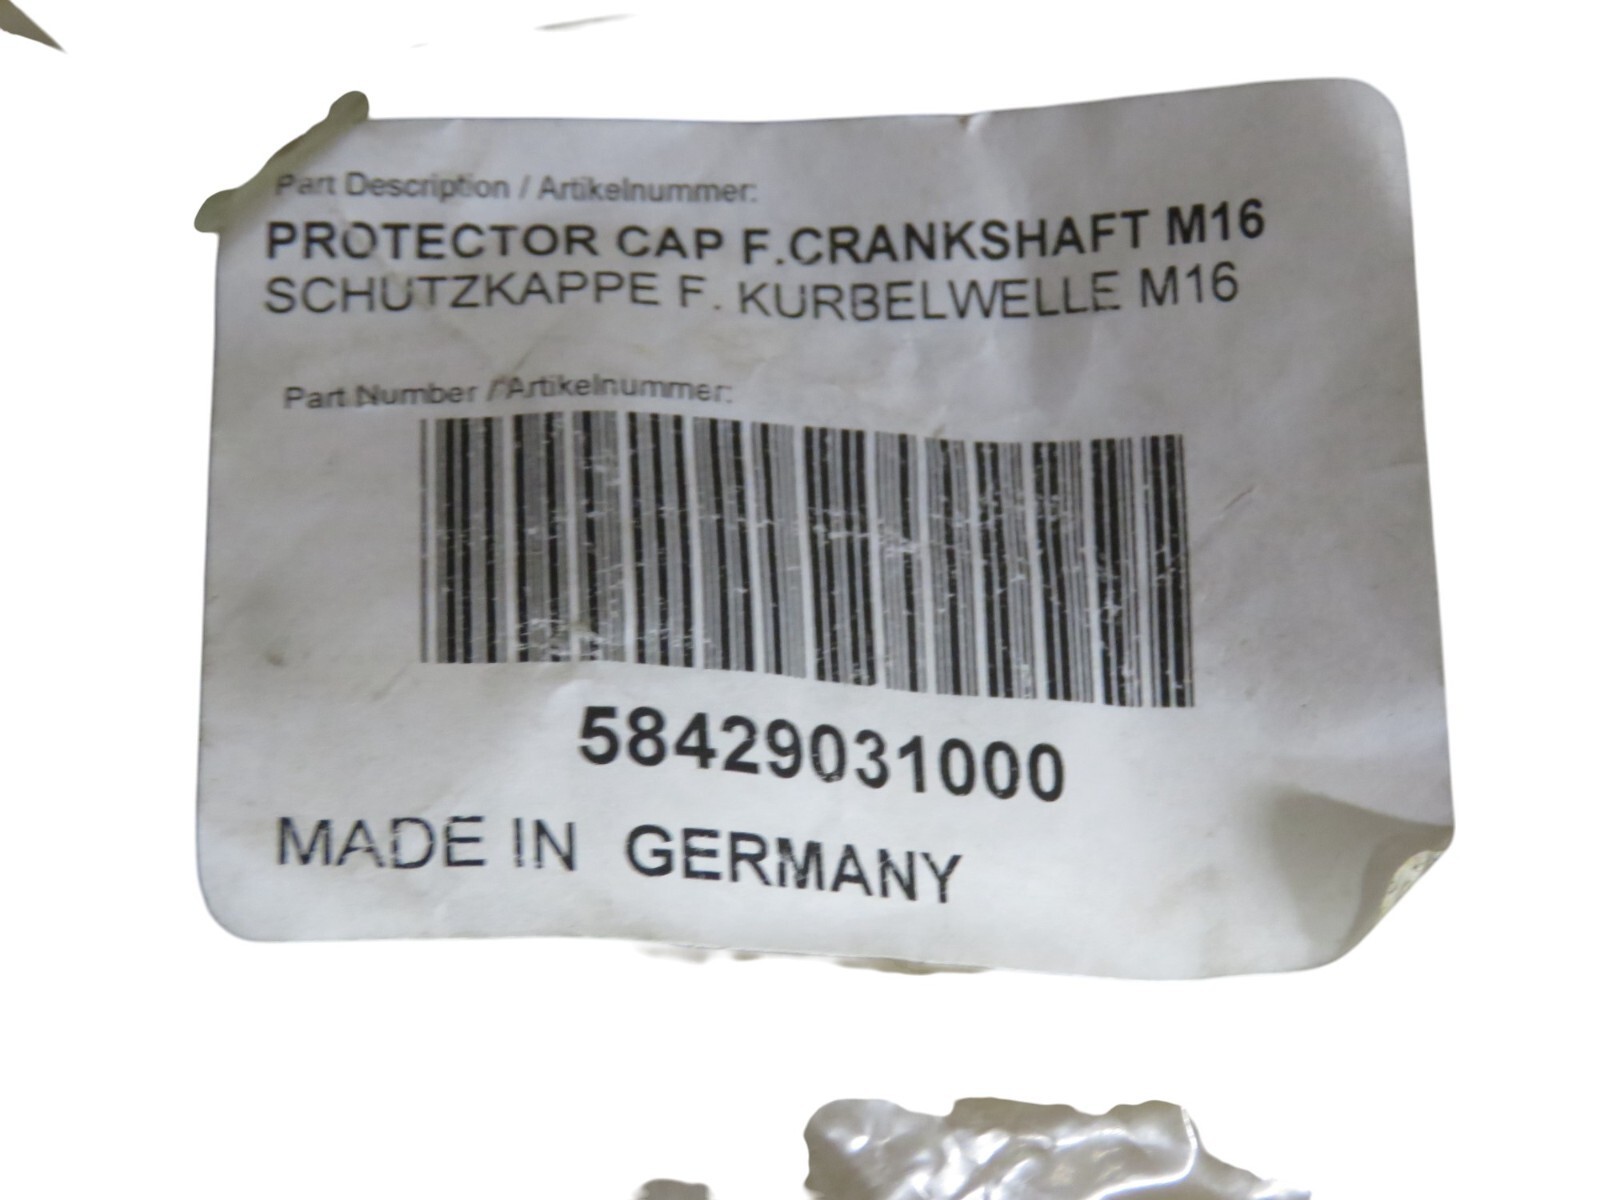 Part Description / Artikelnummer:
PROTECTOR CAP F.CRANKSHAFT M16
SCHUTZKAPPE F. KURBELWELLE M16
Part Number / Artikelnummer:
58429031000
MADE IN GERMANY